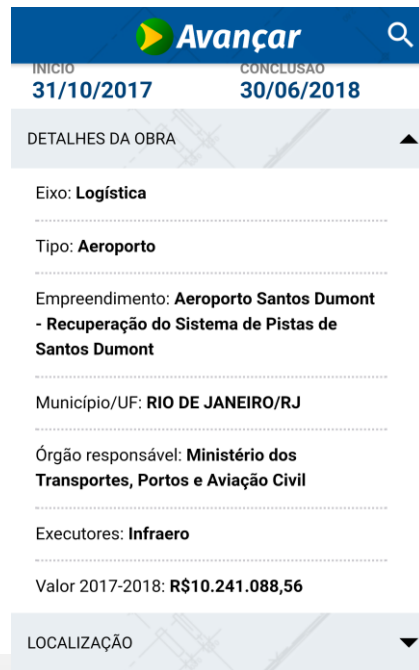 Avançar
INÍCIO CONCLUSÃO
31/10/2017 30/06/2018
DETALHES DA OBRA
Eixo: Logística
Tipo: Aeroporto
Empreendimento: Aeroporto Santos Dumont
- Recuperação do Sistema de Pistas de
Santos Dumont
Município/UF: RIO DE JANEIRO/RJ
Órgão responsável: Ministério dos
Transportes, Portos e Aviação Civil
Executores: Infraero
Valor 2017-2018: R$10.241.088,56
LOCALIZAÇÃO